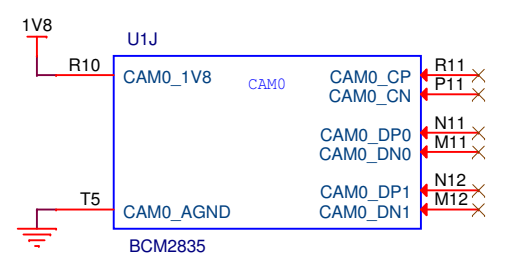 1V8
U1J
R10
CAM0_1V8
CAM0
CAM0_CP
R11
CAM0_CN
P11
CAM0_DP0
N11
CAM0_DN0
M11
CAM0_DP1
N12
T5
CAM0_AGND
CAM0_DN1
M12
BCM2835